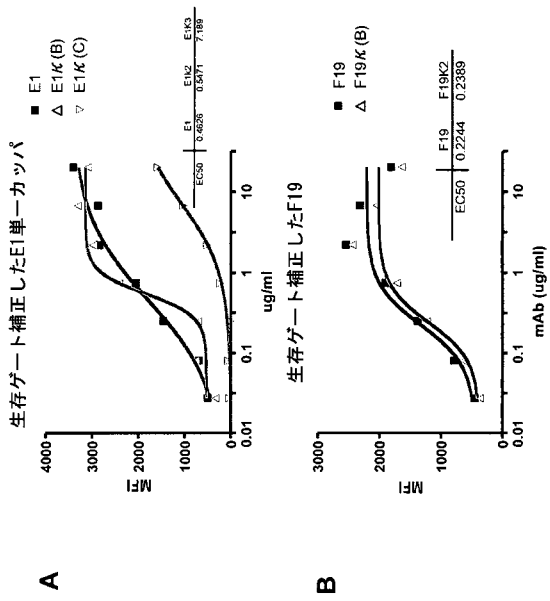 A
生存ゲート補正したE1単一カッパ
4000
3000
2000
1000
0
MFI
0.01
0.1
1
10
ug/ml
■ E1
△ E1K (B)
▽ E1K (C)
E1 E1k2 E1K3
EC50 0.4626 0.5471 7.189
B
生存ゲート補正したF19
3000
2000
1000
0
MFI
0.01
0.1
1
10
mAb (ug/ml)
■ F19
△ F19K (B)
F19 F19K2
EC50 0.2244 0.2389